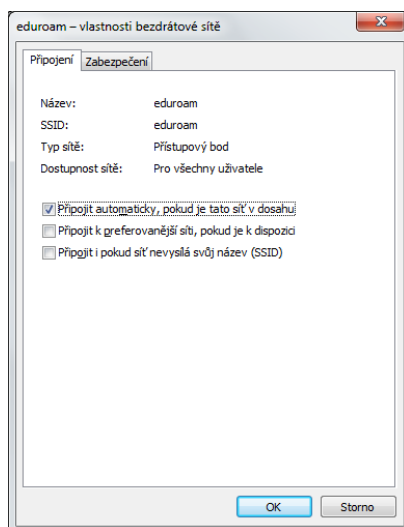 eduroam – vlastnosti bezdrátové sítě
Připojení
Zabezpečení
Název: eduroam
SSID: eduroam
Typ sítě: Přístupový bod
Dostupnost sítě: Pro všechny uživatele
Připojit automaticky, pokud je tato síť v dosahu
Připojit k preferovanější síti, pokud je k dispozici
Připojit i pokud síť nevysílá svůj název (SSID)
OK
Storno